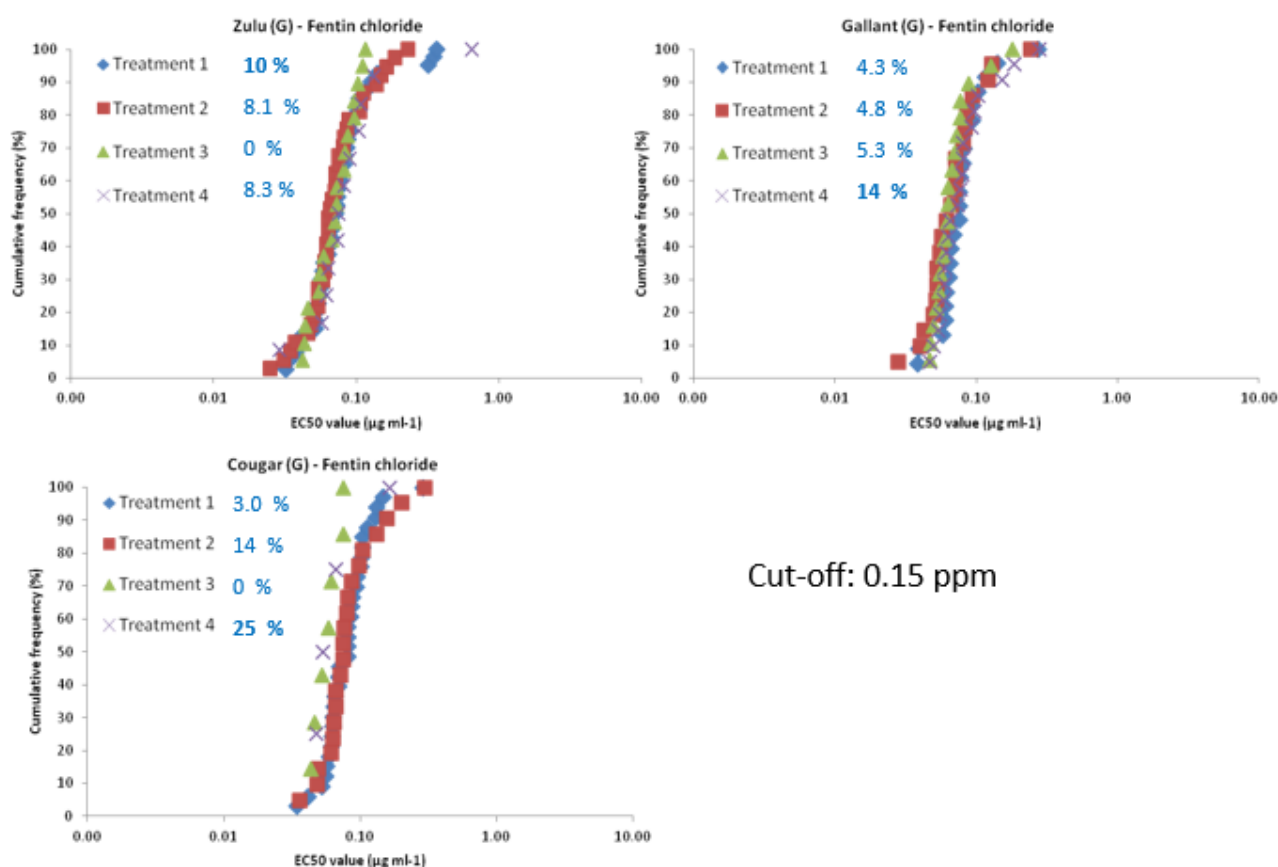 Zulu (G) - Fentin chloride
Cumulative frequency (%)
100
90
80
70
60
50
40
30
20
10
0
Treatment 1 10 %
Treatment 2 8.1 %
Treatment 3 0 %
Treatment 4 8.3 %
0.00 0.01 0.10 1.00 10.00
EC50 value (µg ml-1)
Gallant (G) - Fentin chloride
Cumulative frequency (%)
100
90
80
70
60
50
40
30
20
10
0
Treatment 1 4.3 %
Treatment 2 4.8 %
Treatment 3 5.3 %
Treatment 4 14 %
0.00 0.01 0.10 1.00 10.00
EC50 value (µg ml-1)
Cougar (G) - Fentin chloride
Cumulative frequency (%)
100
90
80
70
60
50
40
30
20
10
0
Treatment 1 3.0 %
Treatment 2 14 %
Treatment 3 0 %
Treatment 4 25 %
0.00 0.01 0.10 1.00 10.00
EC50 value (µg ml-1)
Cut-off: 0.15 ppm